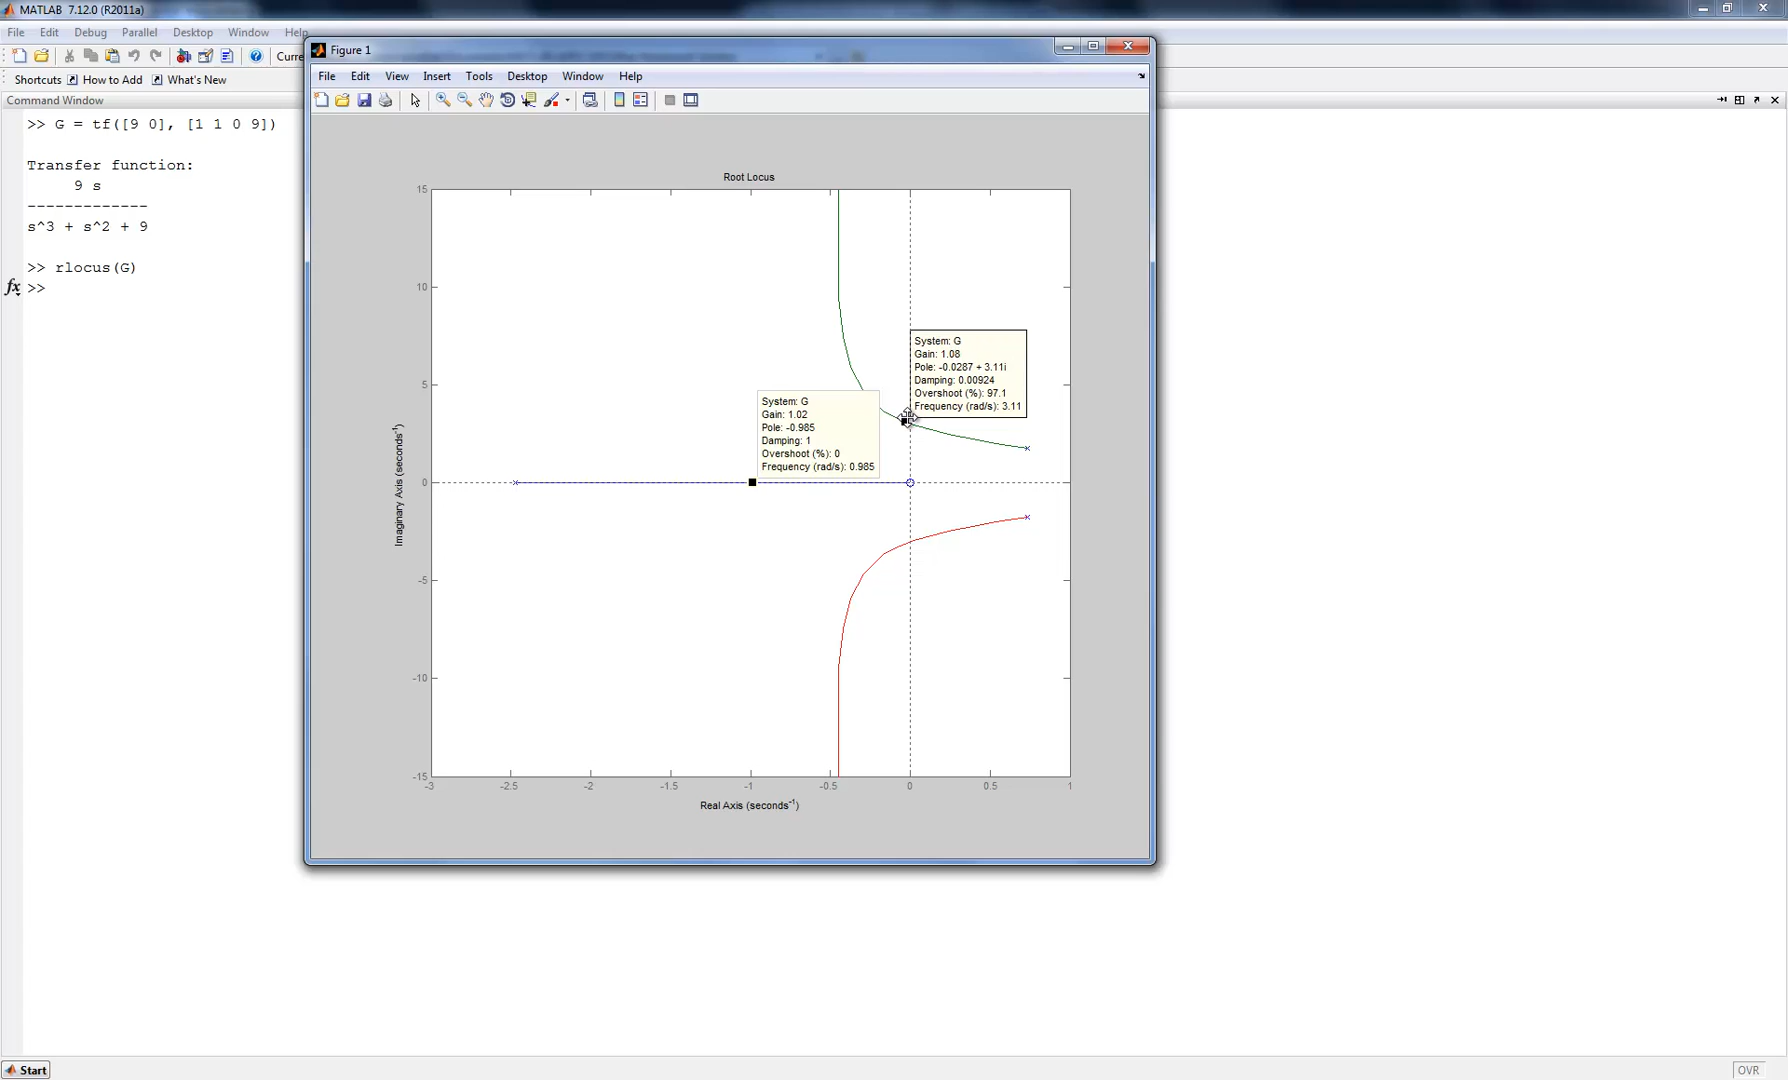 MATLAB 7.12.0 (R2011a)
File Edit Debug Parallel Desktop Window Help
Shortcuts How to Add What's New
Command Window
>> G = tf([9 0], [1 1 0 9])
Transfer function:
9 s
-------------
s^3 + s^2 + 9
>> rlocus(G)
fx >>
Figure 1
File Edit View Insert Tools Desktop Window Help
Root Locus
15
10
5
0
-5
-10
-15
Imaginary Axis (seconds⁻¹)
System: G
Gain: 1.08
Pole: -0.0287 + 3.11i
Damping: 0.00924
Overshoot (%): 97.1
Frequency (rad/s): 3.11
System: G
Gain: 1.02
Pole: -0.985
Damping: 1
Overshoot (%): 0
Frequency (rad/s): 0.985
-3 -2.5 -2 -1.5 -1 -0.5 0 0.5 1
Real Axis (seconds⁻¹)
Start
OVR